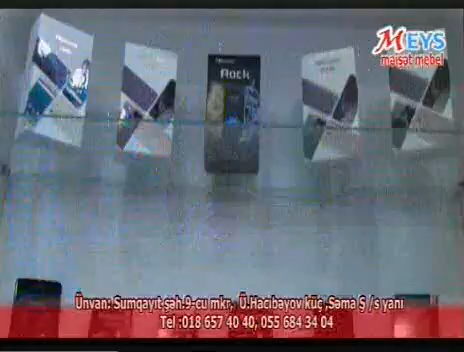 MEYS
məişət mebel
Rock
Ünvan: Sumqayıt şəh.9-cu mkr, Ü.Hacıbəyov küç ,Səma Ş /s yanı
Tel :018 657 40 40, 055 684 34 04